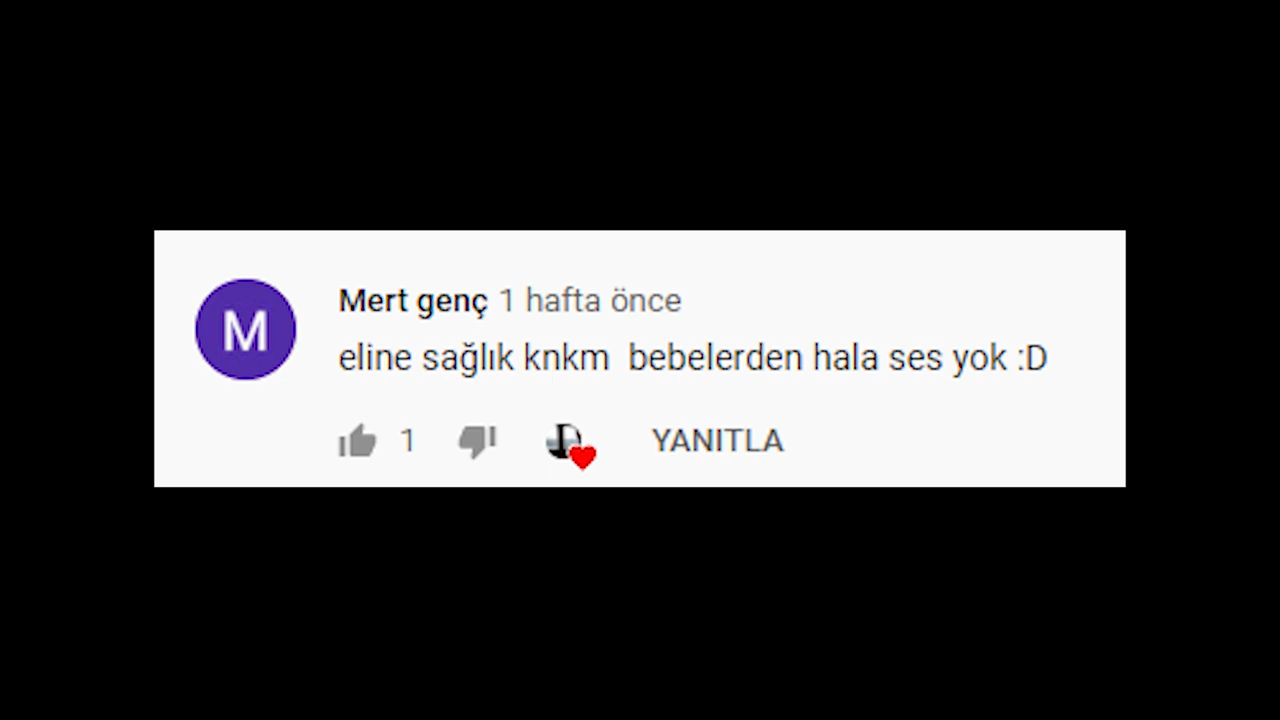 M
Mert genç 1 hafta önce
eline sağlık knkm  bebelerden hala ses yok :D
1
YANITLA